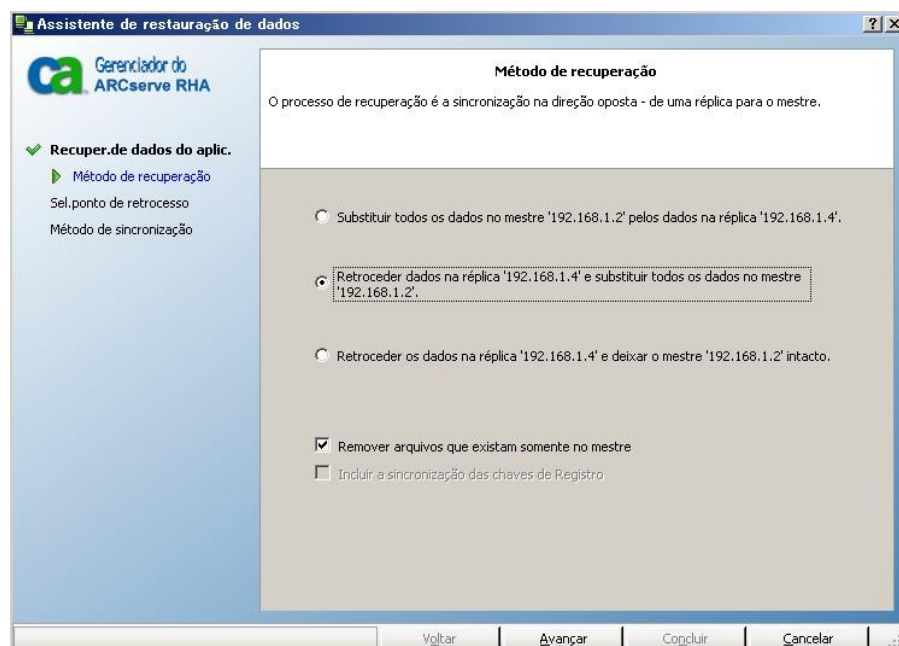 Assistente de restauração de dados
ca
Gerenciador do
ARCserve RHA
Recuper.de dados do aplic.
Método de recuperação
Sel.ponto de retrocesso
Método de sincronização
Método de recuperação
O processo de recuperação é a sincronização na direção oposta - de uma réplica para o mestre.
Substituir todos os dados no mestre '192.168.1.2' pelos dados na réplica '192.168.1.4'.
Retroceder dados na réplica '192.168.1.4' e substituir todos os dados no mestre
'192.168.1.2'.
Retroceder os dados na réplica '192.168.1.4' e deixar o mestre '192.168.1.2' intacto.
Remover arquivos que existam somente no mestre
Incluir a sincronização das chaves de Registro
Voltar
Avançar
Concluir
Cancelar